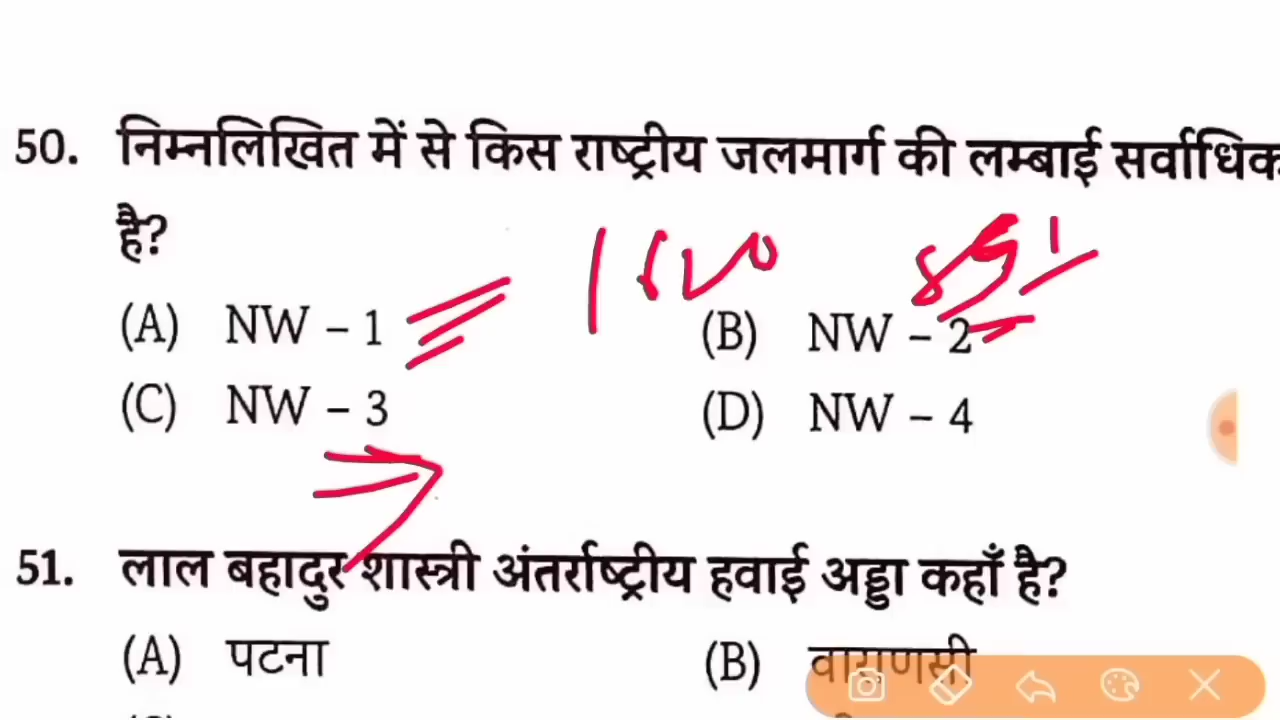 50. निम्नलिखित में से किस राष्ट्रीय जलमार्ग की लम्बाई सर्वाधिक
है?
1620 891
(A) NW – 1 (B) NW – 2
(C) NW – 3 (D) NW – 4
51. लाल बहादुर शास्त्री अंतर्राष्ट्रीय हवाई अड्डा कहाँ है?
(A) पटना (B) वाराणसी